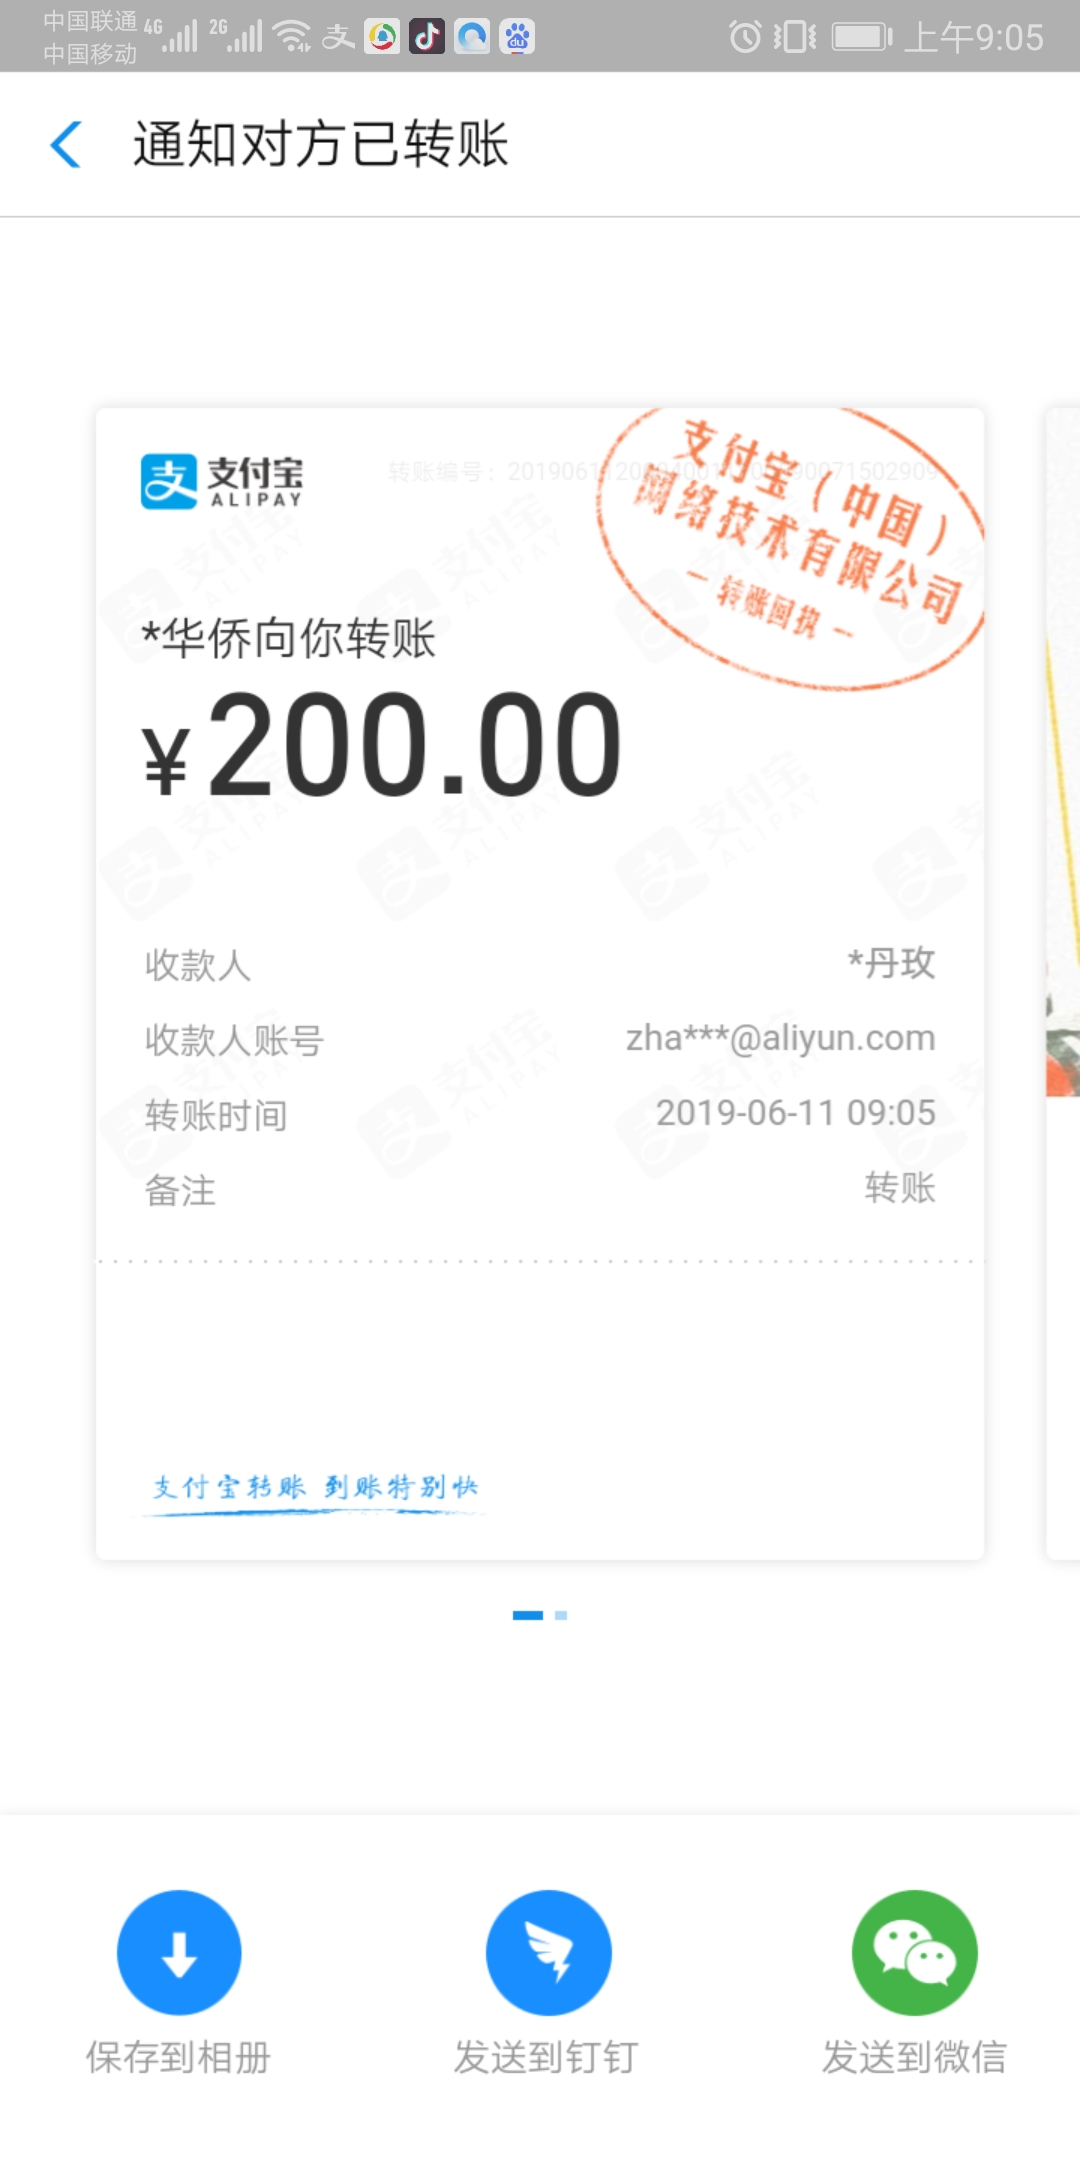 中国联通
中国移动
4G
2G
上午9:05
通知对方已转账
支付宝
ALIPAY
转账编号：
支付宝（中国）
网络技术有限公司
— 转账回执 —
*华侨向你转账
¥200.00
收款人 *丹玫
收款人账号 zha***@aliyun.com
转账时间 2019-06-11 09:05
备注 转账
支付宝转账 到账特别快
保存到相册 发送到钉钉 发送到微信